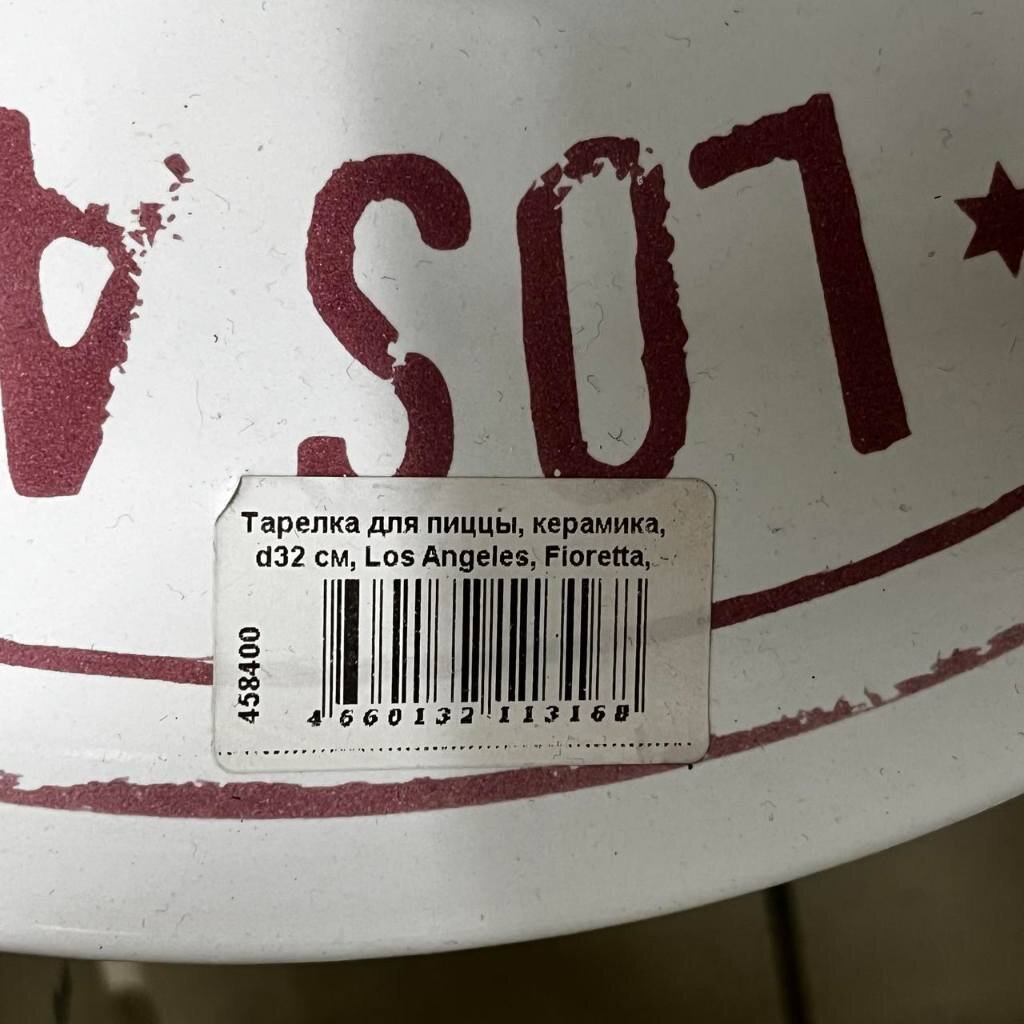 LOS A
Тарелка для пиццы, керамика,
d32 см, Los Angeles, Fioretta,
458400
4 660132 113168